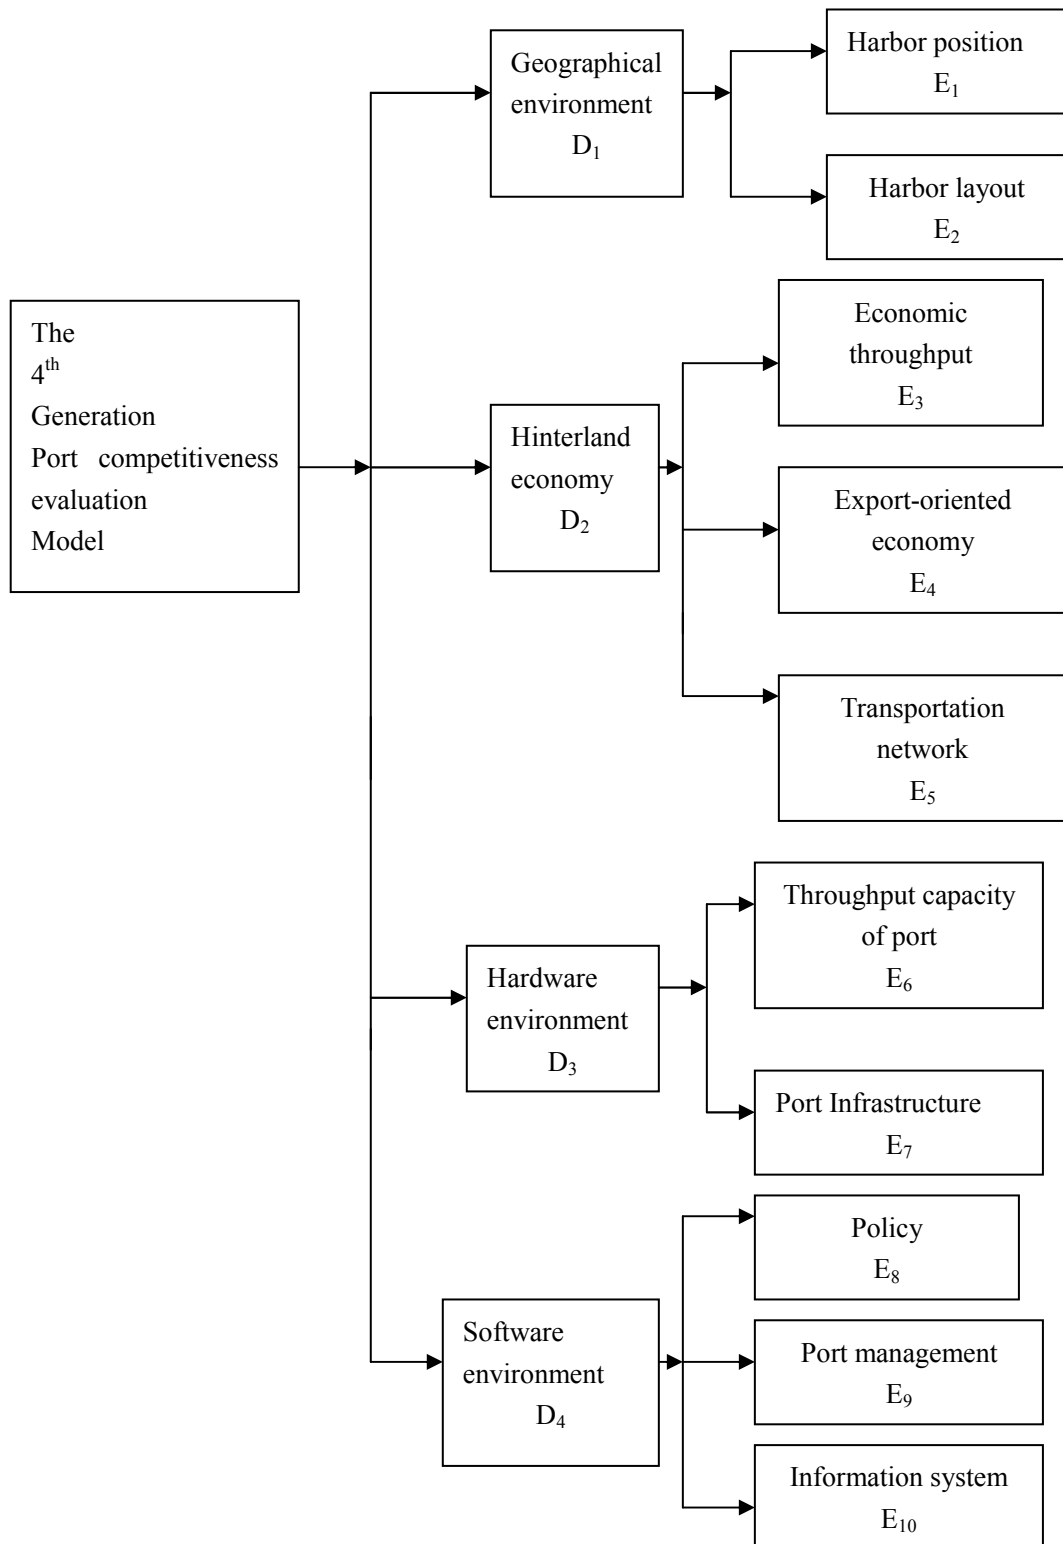 The
4th
Generation
Port competitiveness
evaluation
Model
Geographical
environment
D1
Harbor position
E1
Harbor layout
E2
Hinterland
economy
D2
Economic
throughput
E3
Export-oriented
economy
E4
Transportation
network
E5
Hardware
environment
D3
Throughput capacity
of port
E6
Port Infrastructure
E7
Software
environment
D4
Policy
E8
Port management
E9
Information system
E10